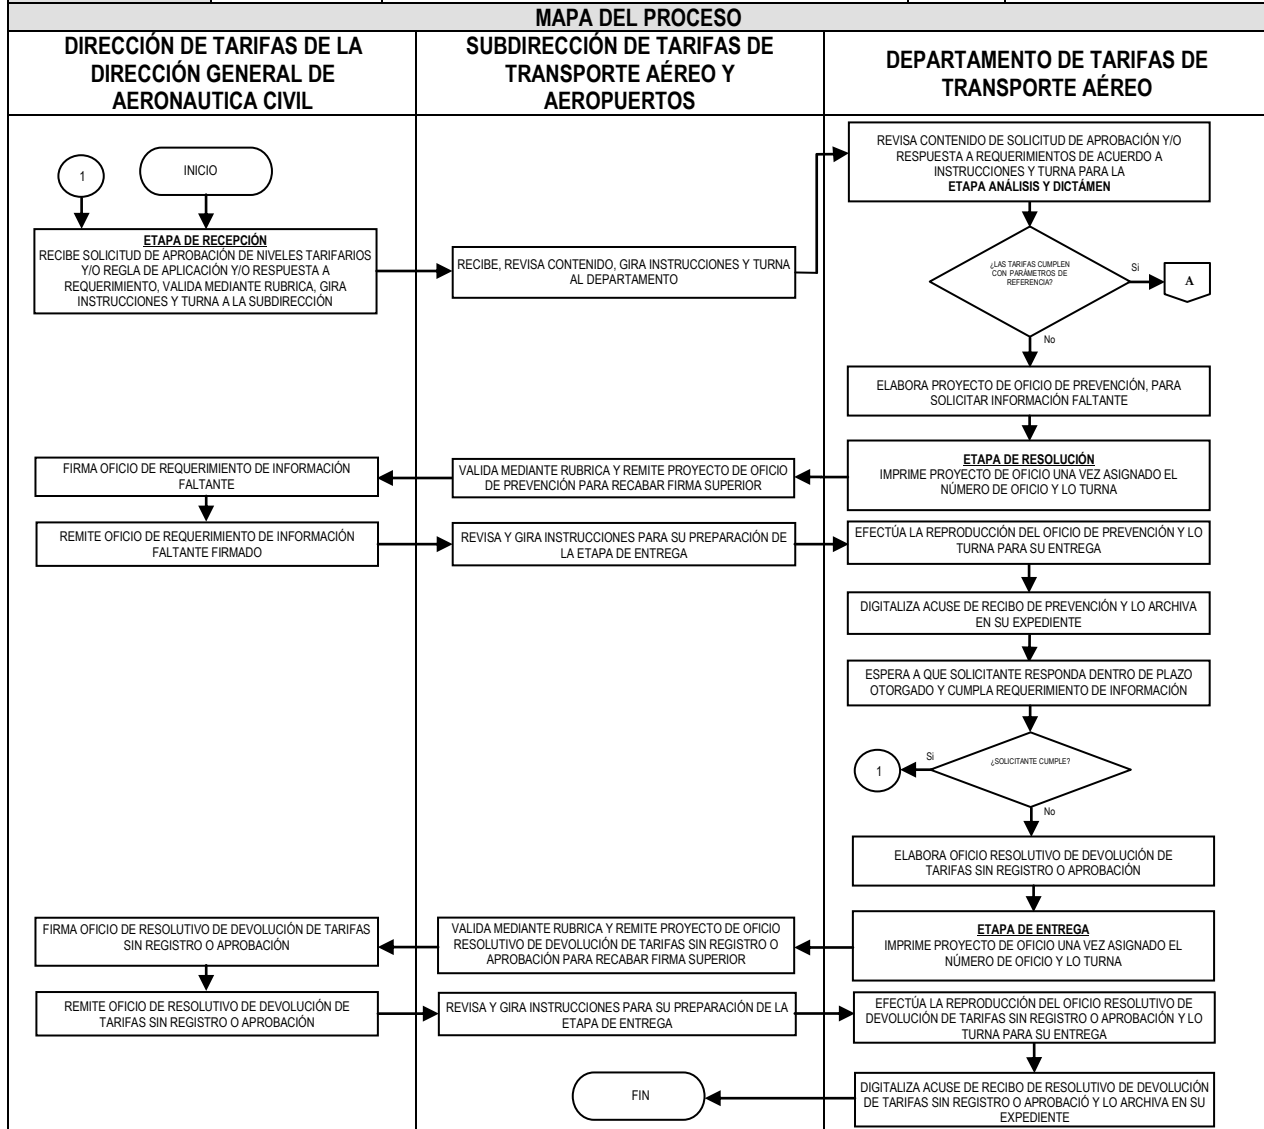 MAPA DEL PROCESO
DIRECCIÓN DE TARIFAS DE LA
DIRECCIÓN GENERAL DE
AERONAUTICA CIVIL
SUBDIRECCIÓN DE TARIFAS DE
TRANSPORTE AÉREO Y
AEROPUERTOS
DEPARTAMENTO DE TARIFAS DE
TRANSPORTE AÉREO
1
INICIO
REVISA CONTENIDO DE SOLICITUD DE APROBACIÓN Y/O
RESPUESTA A REQUERIMIENTOS DE ACUERDO A
INSTRUCCIONES Y TURNA PARA LA
ETAPA ANÁLISIS Y DICTÁMEN
ETAPA DE RECEPCIÓN
RECIBE SOLICITUD DE APROBACIÓN DE NIVELES TARIFARIOS
Y/O REGLA DE APLICACIÓN Y/O RESPUESTA A
REQUERIMIENTO, VALIDA MEDIANTE RUBRICA, GIRA
INSTRUCCIONES Y TURNA A LA SUBDIRECCIÓN
RECIBE, REVISA CONTENIDO, GIRA INSTRUCCIONES Y TURNA
AL DEPARTAMENTO
¿LAS TARIFAS CUMPLEN
CON PARÁMETROS DE
REFERENCIA?
Si
A
No
ELABORA PROYECTO DE OFICIO DE PREVENCIÓN, PARA
SOLICITAR INFORMACIÓN FALTANTE
ETAPA DE RESOLUCIÓN
IMPRIME PROYECTO DE OFICIO UNA VEZ ASIGNADO EL
NÚMERO DE OFICIO Y LO TURNA
VALIDA MEDIANTE RUBRICA Y REMITE PROYECTO DE OFICIO
DE PREVENCIÓN PARA RECABAR FIRMA SUPERIOR
FIRMA OFICIO DE REQUERIMIENTO DE INFORMACIÓN
FALTANTE
REMITE OFICIO DE REQUERIMIENTO DE INFORMACIÓN
FALTANTE FIRMADO
REVISA Y GIRA INSTRUCCIONES PARA SU PREPARACIÓN DE
LA ETAPA DE ENTREGA
EFECTÚA LA REPRODUCCIÓN DEL OFICIO DE PREVENCIÓN Y LO
TURNA PARA SU ENTREGA
DIGITALIZA ACUSE DE RECIBO DE PREVENCIÓN Y LO ARCHIVA
EN SU EXPEDIENTE
ESPERA A QUE SOLICITANTE RESPONDA DENTRO DE PLAZO
OTORGADO Y CUMPLA REQUERIMIENTO DE INFORMACIÓN
¿SOLICITANTE CUMPLE?
Si
1
No
ELABORA OFICIO RESOLUTIVO DE DEVOLUCIÓN DE
TARIFAS SIN REGISTRO O APROBACIÓN
ETAPA DE ENTREGA
IMPRIME PROYECTO DE OFICIO UNA VEZ ASIGNADO EL
NÚMERO DE OFICIO Y LO TURNA
VALIDA MEDIANTE RUBRICA Y REMITE PROYECTO DE OFICIO
RESOLUTIVO DE DEVOLUCIÓN DE TARIFAS SIN REGISTRO O
APROBACIÓN PARA RECABAR FIRMA SUPERIOR
FIRMA OFICIO DE RESOLUTIVO DE DEVOLUCIÓN DE TARIFAS
SIN REGISTRO O APROBACIÓN
REMITE OFICIO DE RESOLUTIVO DE DEVOLUCIÓN DE
TARIFAS SIN REGISTRO O APROBACIÓN
REVISA Y GIRA INSTRUCCIONES PARA SU PREPARACIÓN DE LA
ETAPA DE ENTREGA
EFECTÚA LA REPRODUCCIÓN DEL OFICIO RESOLUTIVO DE
DEVOLUCIÓN DE TARIFAS SIN REGISTRO O APROBACIÓN Y LO
TURNA PARA SU ENTREGA
DIGITALIZA ACUSE DE RECIBO DE RESOLUTIVO DE DEVOLUCIÓN
DE TARIFAS SIN REGISTRO O APROBACIÓ Y LO ARCHIVA EN SU
EXPEDIENTE
FIN